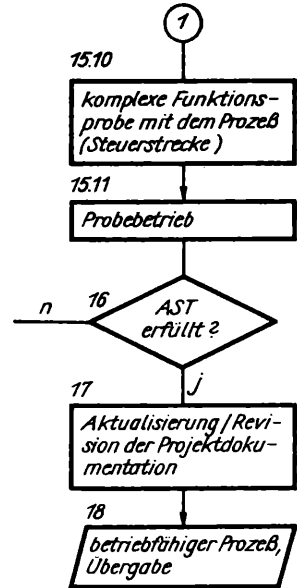 1
15.10
komplexe Funktions-
probe mit dem Prozeß
(Steuerstrecke)
15.11
Probebetrieb
16
n
AST
erfüllt?
j
17
Aktualisierung/Revi-
sion der Projektdoku-
mentation
18
betriebfähiger Prozeß,
Übergabe